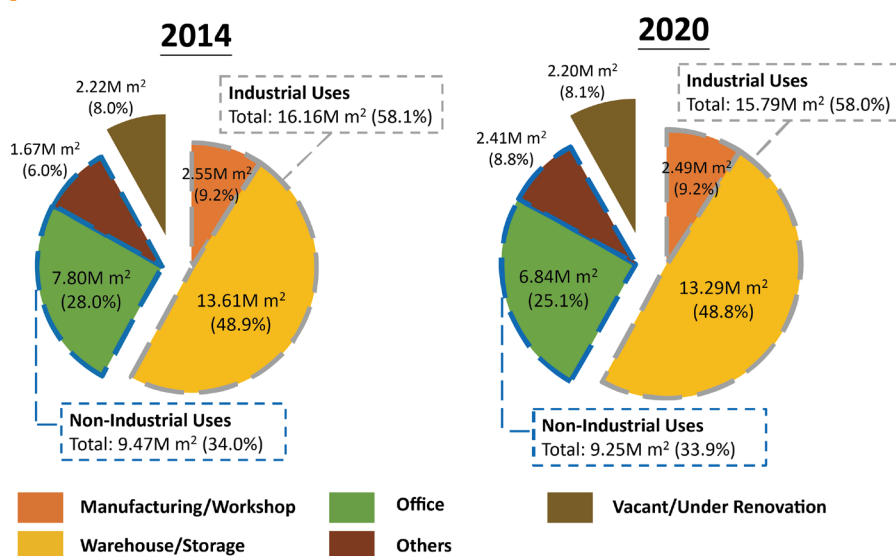 2014
2.22M m²
(8.0%)
1.67M m²
(6.0%)
Industrial Uses
Total: 16.16M m² (58.1%)
2.55M m²
(9.2%)
7.80M m²
(28.0%)
13.61M m²
(48.9%)
Non-Industrial Uses
Total: 9.47M m² (34.0%)
2020
2.20M m²
(8.1%)
2.41M m²
(8.8%)
Industrial Uses
Total: 15.79M m² (58.0%)
2.49M m²
(9.2%)
6.84M m²
(25.1%)
13.29M m²
(48.8%)
Non-Industrial Uses
Total: 9.25M m² (33.9%)
Manufacturing/Workshop
Office
Vacant/Under Renovation
Warehouse/Storage
Others